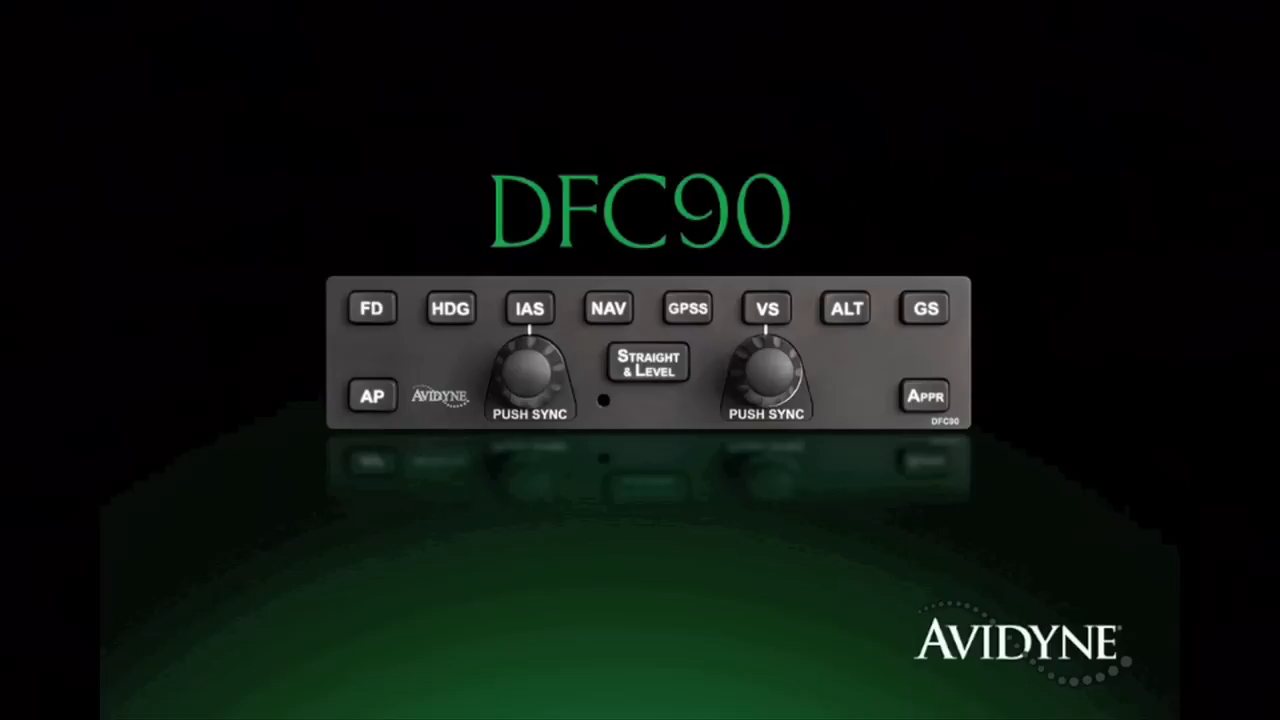 DFC90
FD HDG IAS NAV GPSS VS ALT GS
STRAIGHT
& LEVEL
AP AVIDYNE PUSH SYNC PUSH SYNC APPR
DFC90
AVIDYNE